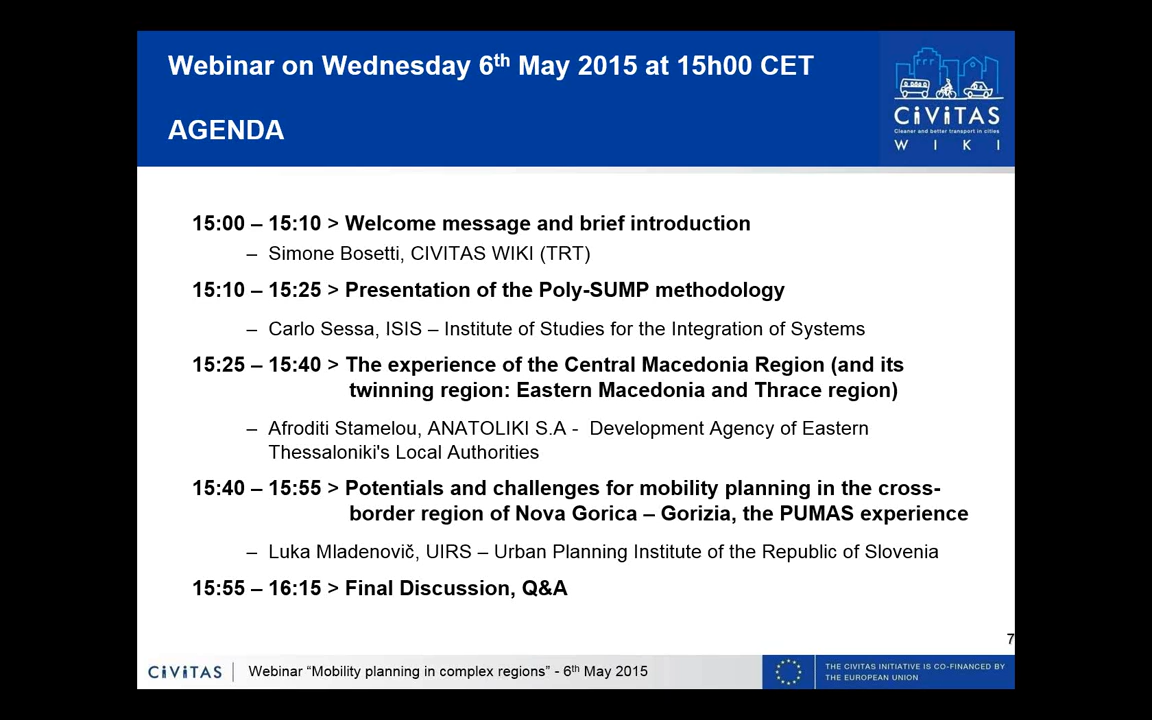 Webinar on Wednesday 6th May 2015 at 15h00 CET
AGENDA
CiViTAS
Cleaner and better transport in cities
W I K I
15:00 – 15:10 > Welcome message and brief introduction
– Simone Bosetti, CIVITAS WIKI (TRT)
15:10 – 15:25 > Presentation of the Poly-SUMP methodology
– Carlo Sessa, ISIS – Institute of Studies for the Integration of Systems
15:25 – 15:40 > The experience of the Central Macedonia Region (and its
twinning region: Eastern Macedonia and Thrace region)
– Afroditi Stamelou, ANATOLIKI S.A - Development Agency of Eastern
Thessaloniki's Local Authorities
15:40 – 15:55 > Potentials and challenges for mobility planning in the cross-
border region of Nova Gorica – Gorizia, the PUMAS experience
– Luka Mladenovič, UIRS – Urban Planning Institute of the Republic of Slovenia
15:55 – 16:15 > Final Discussion, Q&A
7
CiViTAS
Webinar “Mobility planning in complex regions” - 6th May 2015
THE CIVITAS INITIATIVE IS CO-FINANCED BY
THE EUROPEAN UNION